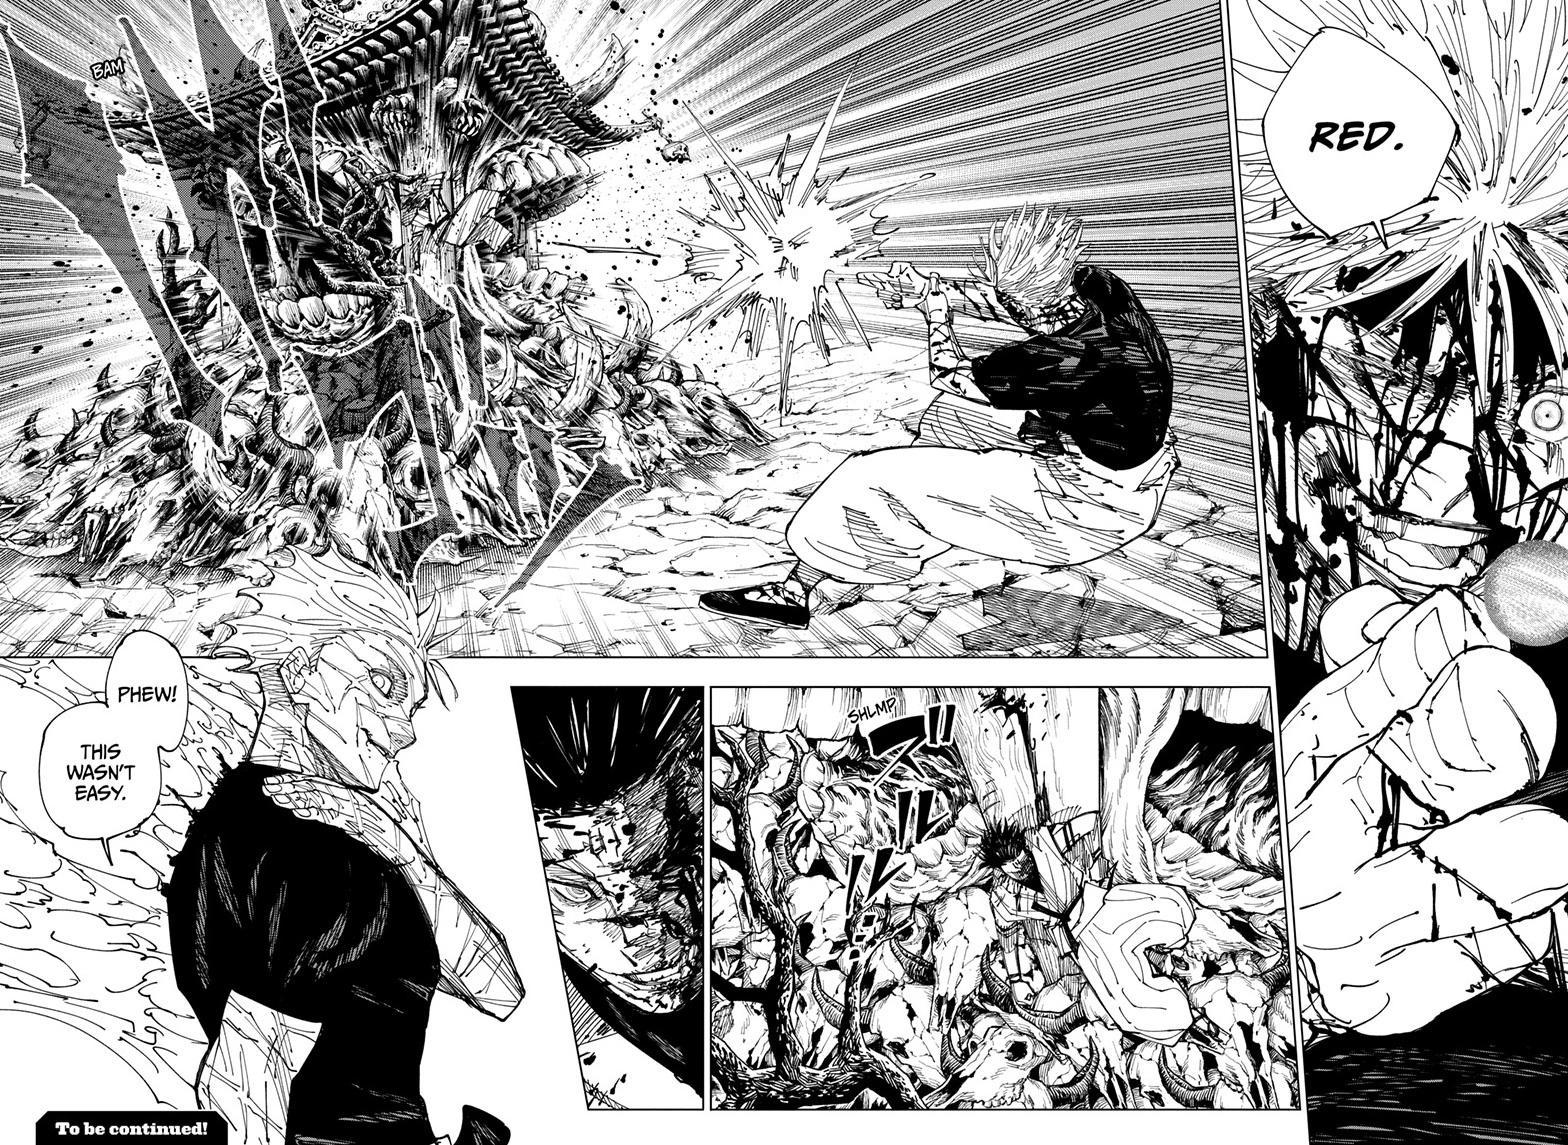 RED.
BAM
SHLMP
PHEW!
THIS
WASN'T
EASY.
To be continued!